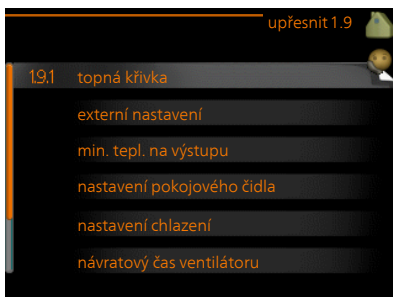 upřesnit 1.9
1.9.1 topná křivka
externí nastavení
min. tepl. na výstupu
nastavení pokojového čidla
nastavení chlazení
návratový čas ventilátoru